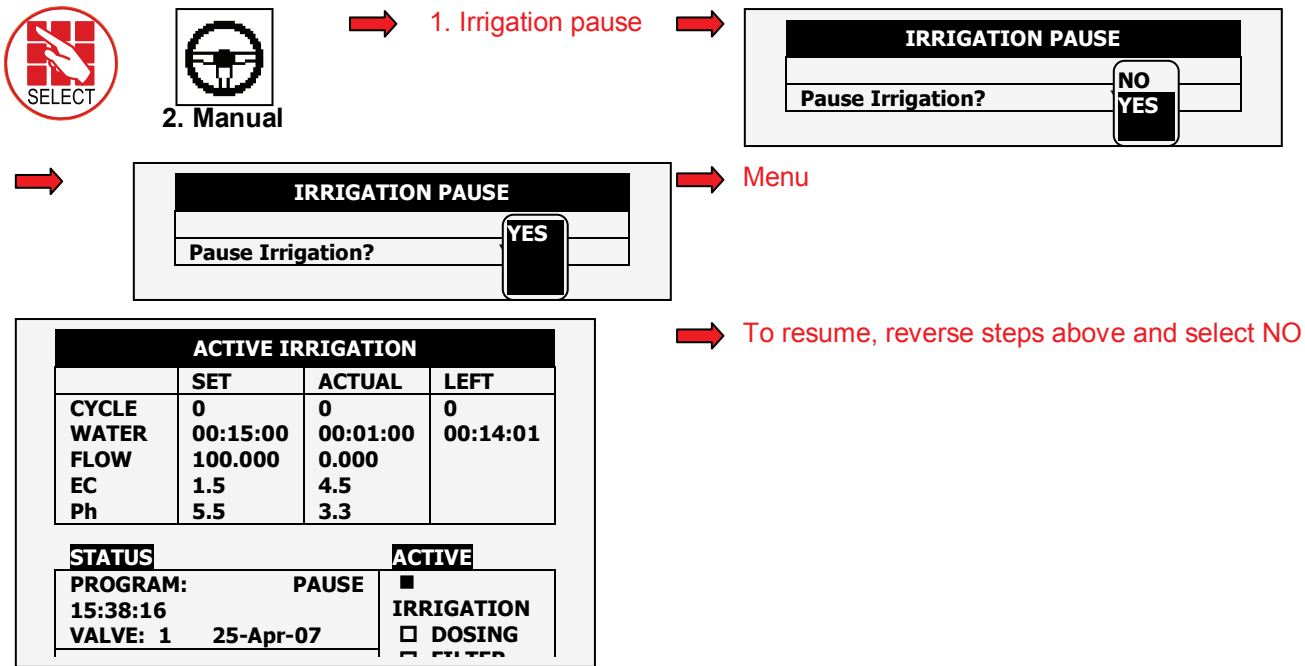 SELECT
2. Manual
1. Irrigation pause
IRRIGATION PAUSE
NO
Pause Irrigation?
YES
IRRIGATION PAUSE
YES
Pause Irrigation?
Menu
ACTIVE IRRIGATION
SET ACTUAL LEFT
CYCLE 0 0 0
WATER 00:15:00 00:01:00 00:14:01
FLOW 100.000 0.000
EC 1.5 4.5
Ph 5.5 3.3
To resume, reverse steps above and select NO
STATUS ACTIVE
PROGRAM: PAUSE
15:38:16 IRRIGATION
VALVE: 1 25-Apr-07 DOSING
FILTER